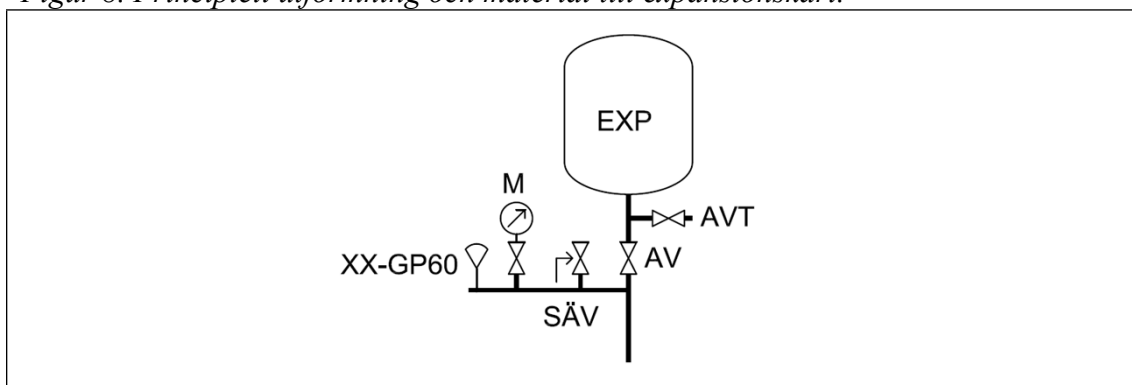 Figur 6. Principiell utformning och material till expansionskärl.
EXP
M
AVT
XX-GP60
AV
SÄV